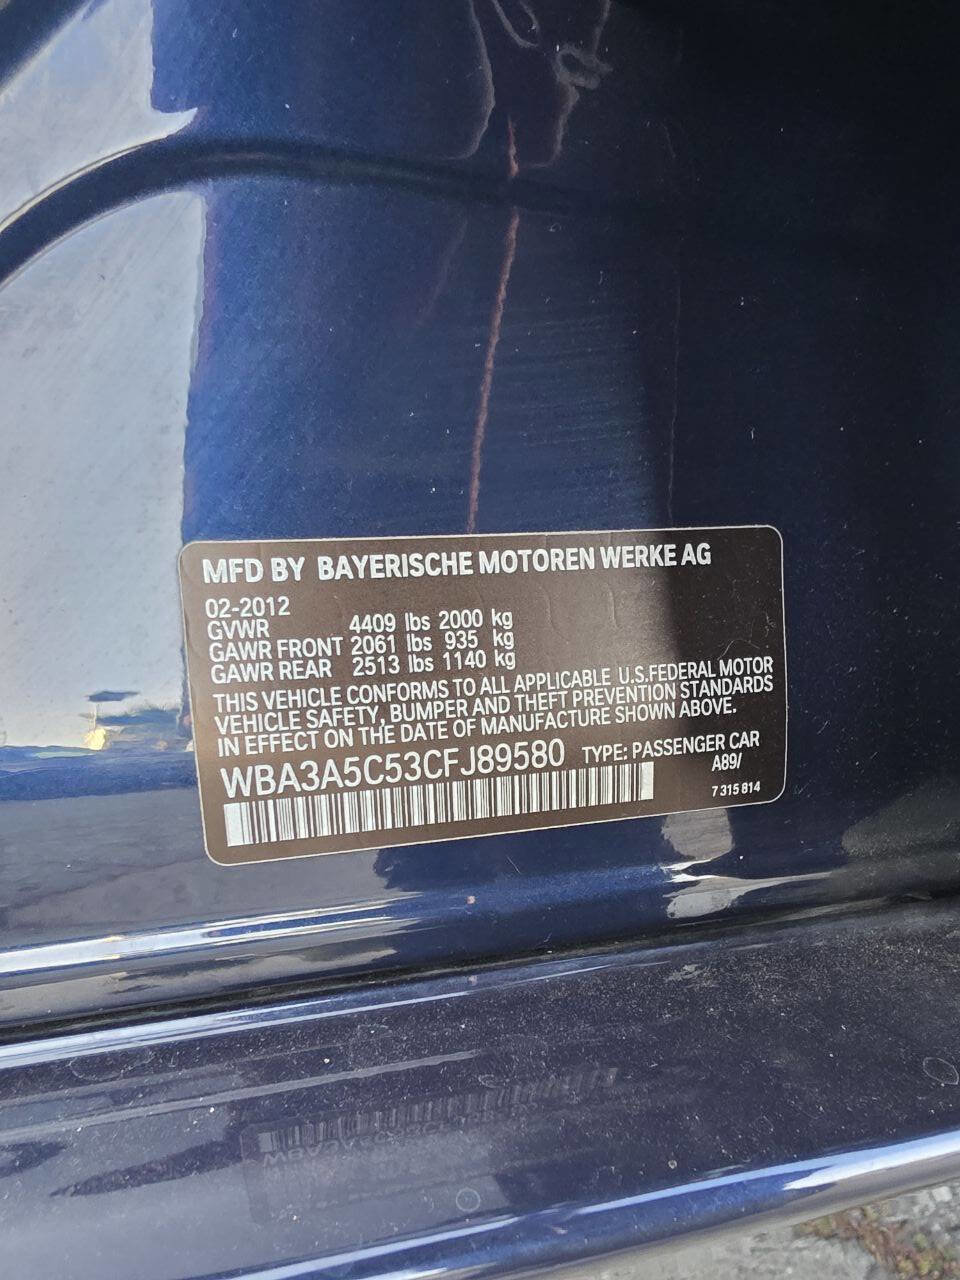 MFD BY BAYERISCHE MOTOREN WERKE AG
02-2012
GVWR 4409 lbs 2000 kg
GAWR FRONT 2061 lbs 935 kg
GAWR REAR 2513 lbs 1140 kg
THIS VEHICLE CONFORMS TO ALL APPLICABLE U.S.FEDERAL MOTOR
VEHICLE SAFETY, BUMPER AND THEFT PREVENTION STANDARDS
IN EFFECT ON THE DATE OF MANUFACTURE SHOWN ABOVE.
WBA3A5C53CFJ89580 TYPE: PASSENGER CAR
A89/
7 315 814